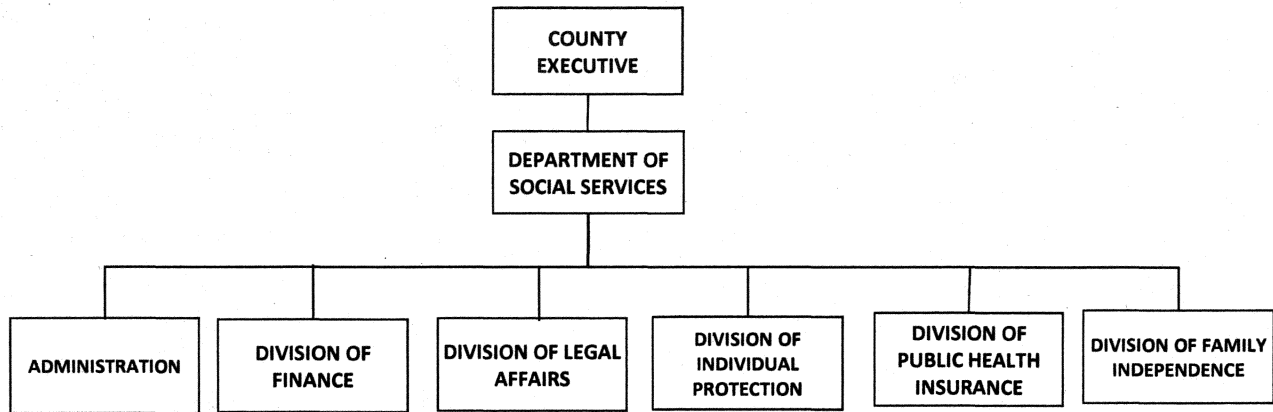 COUNTY
EXECUTIVE
DEPARTMENT OF
SOCIAL SERVICES
ADMINISTRATION
DIVISION OF
FINANCE
DIVISION OF LEGAL
AFFAIRS
DIVISION OF
INDIVIDUAL
PROTECTION
DIVISION OF
PUBLIC HEALTH
INSURANCE
DIVISION OF FAMILY
INDEPENDENCE